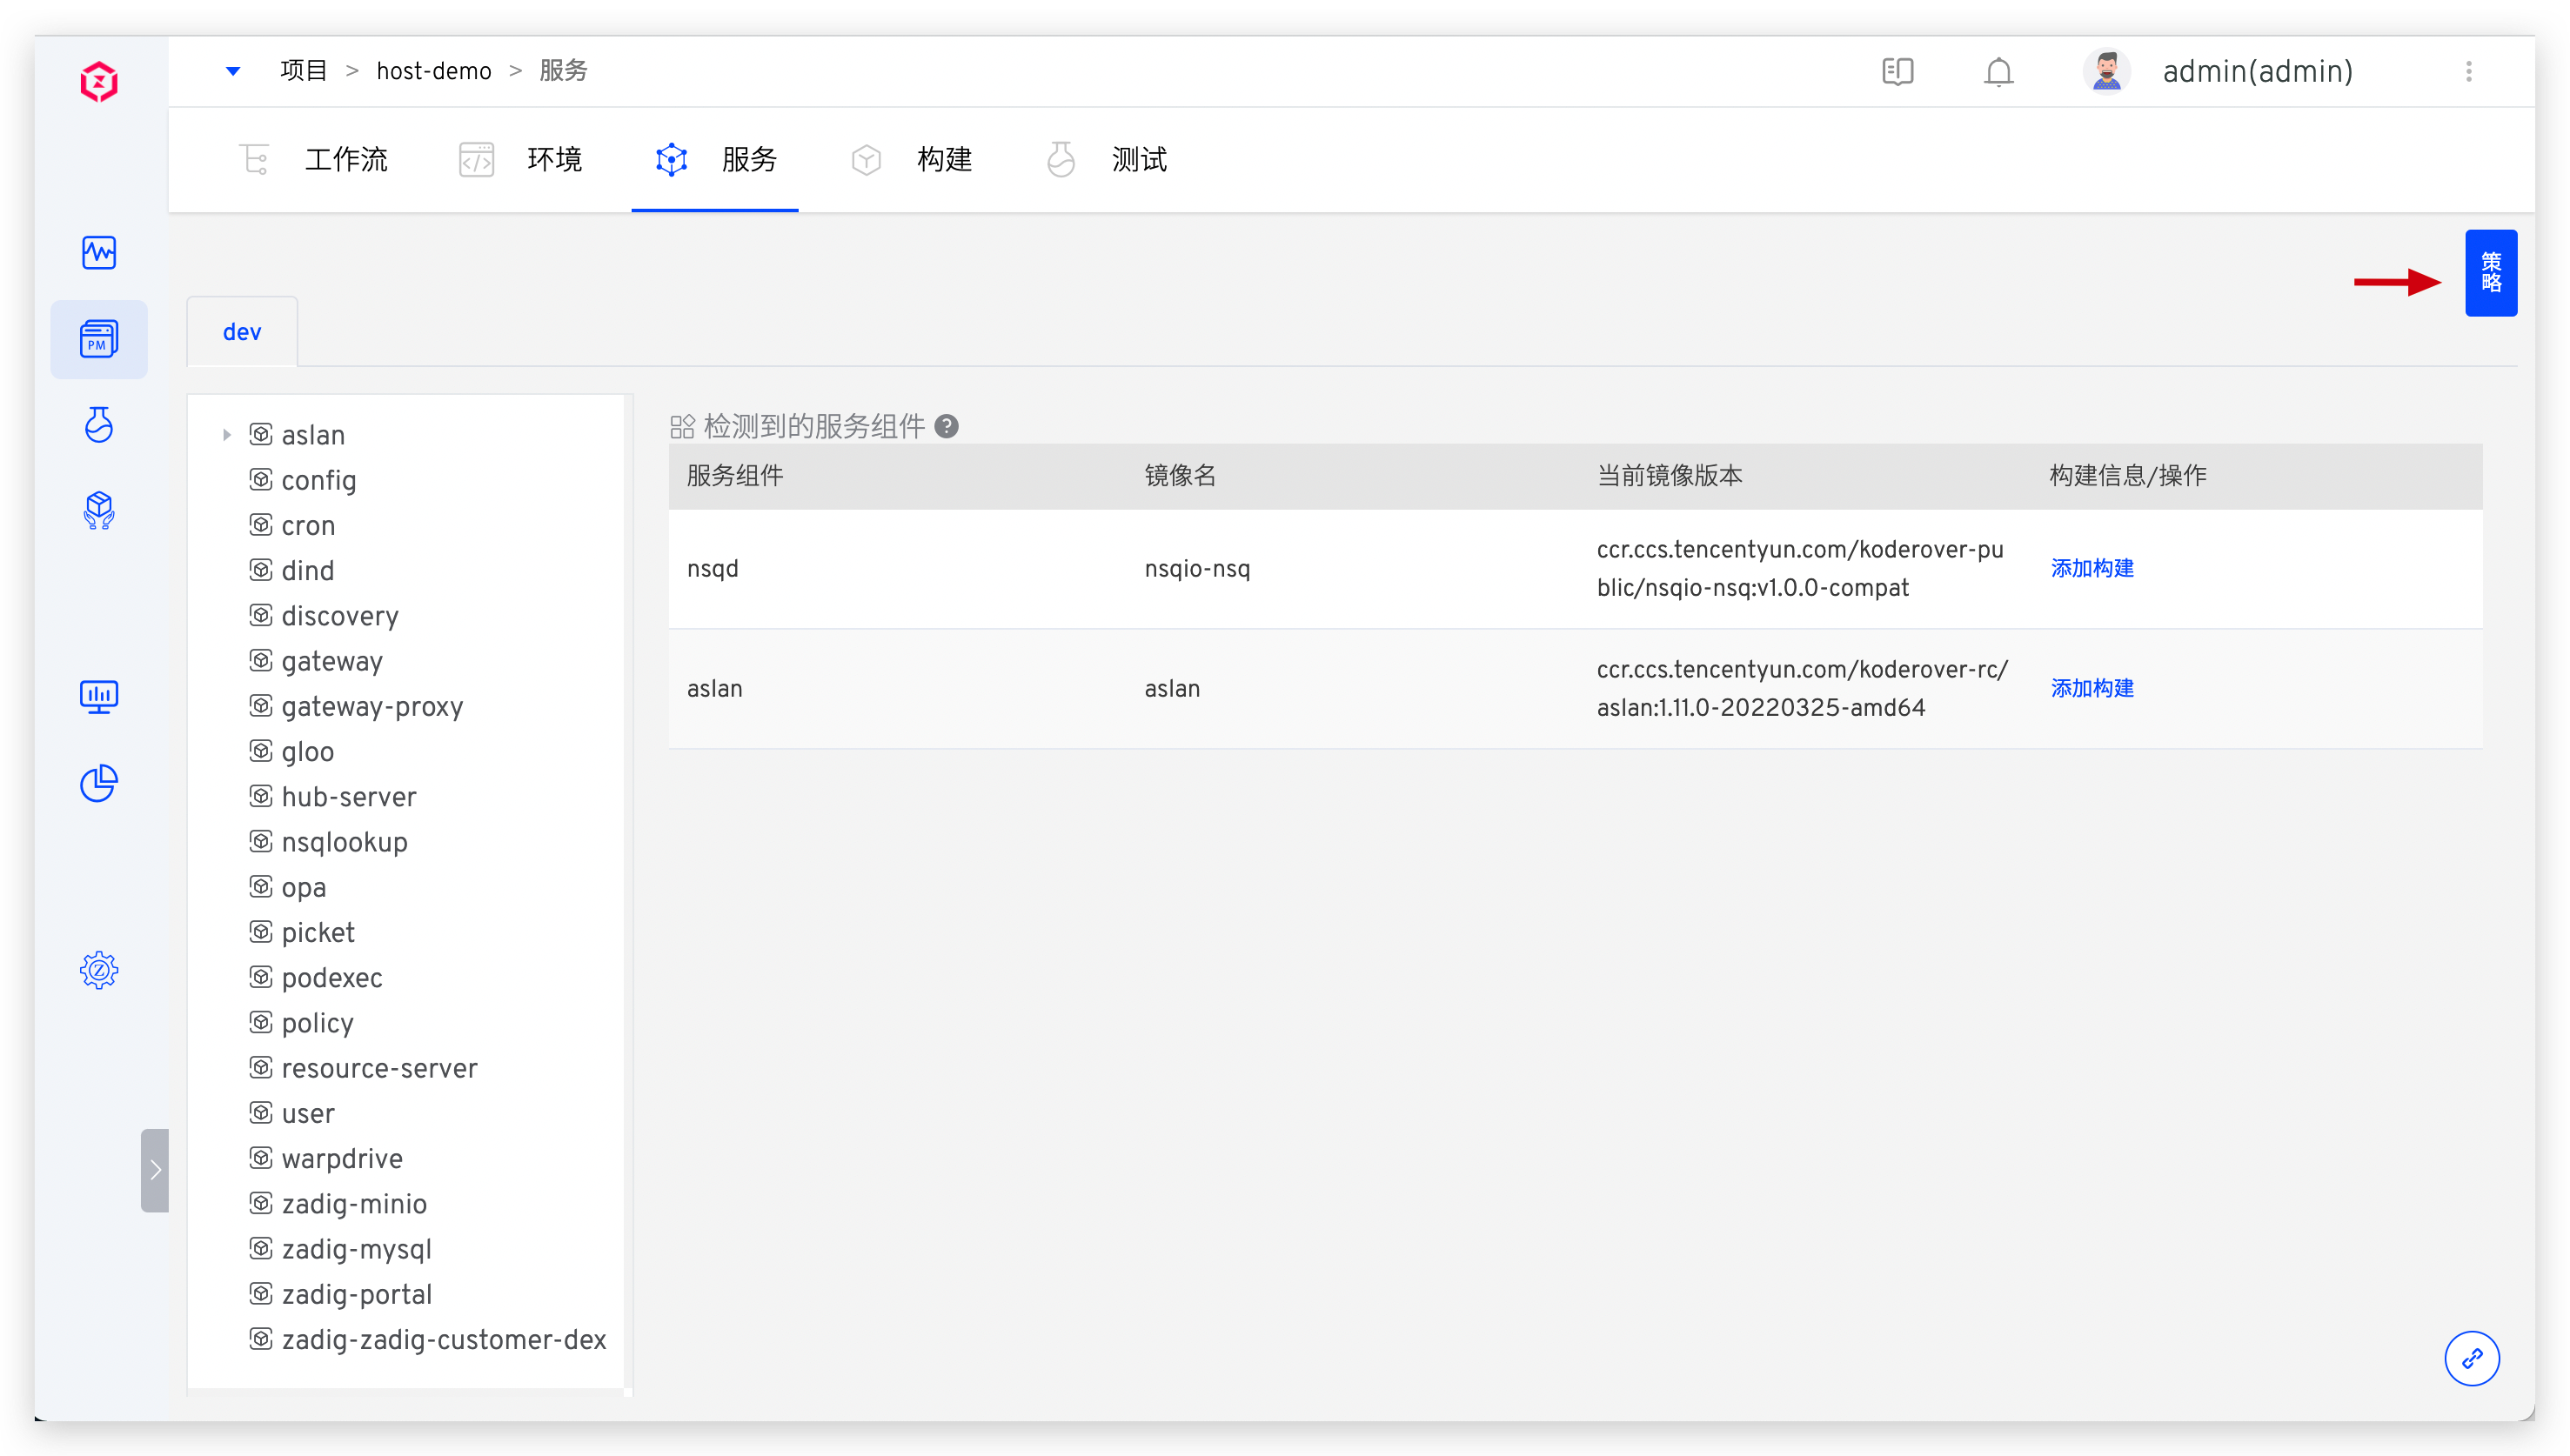 项目 > host-demo > 服务
admin(admin)
工作流 环境 服务 构建 测试
策略
dev
PM
aslan
config
cron
dind
discovery
gateway
gateway-proxy
gloo
hub-server
nsqlookup
opa
picket
podexec
policy
resource-server
user
warpdrive
zadig-minio
zadig-mysql
zadig-portal
zadig-zadig-customer-dex
检测到的服务组件 ?
服务组件 镜像名 当前镜像版本 构建信息/操作
nsqd nsqio-nsq ccr.ccs.tencentyun.com/koderover-pu
blic/nsqio-nsq:v1.0.0-compat 添加构建
aslan aslan ccr.ccs.tencentyun.com/koderover-rc/
aslan:1.11.0-20220325-amd64 添加构建